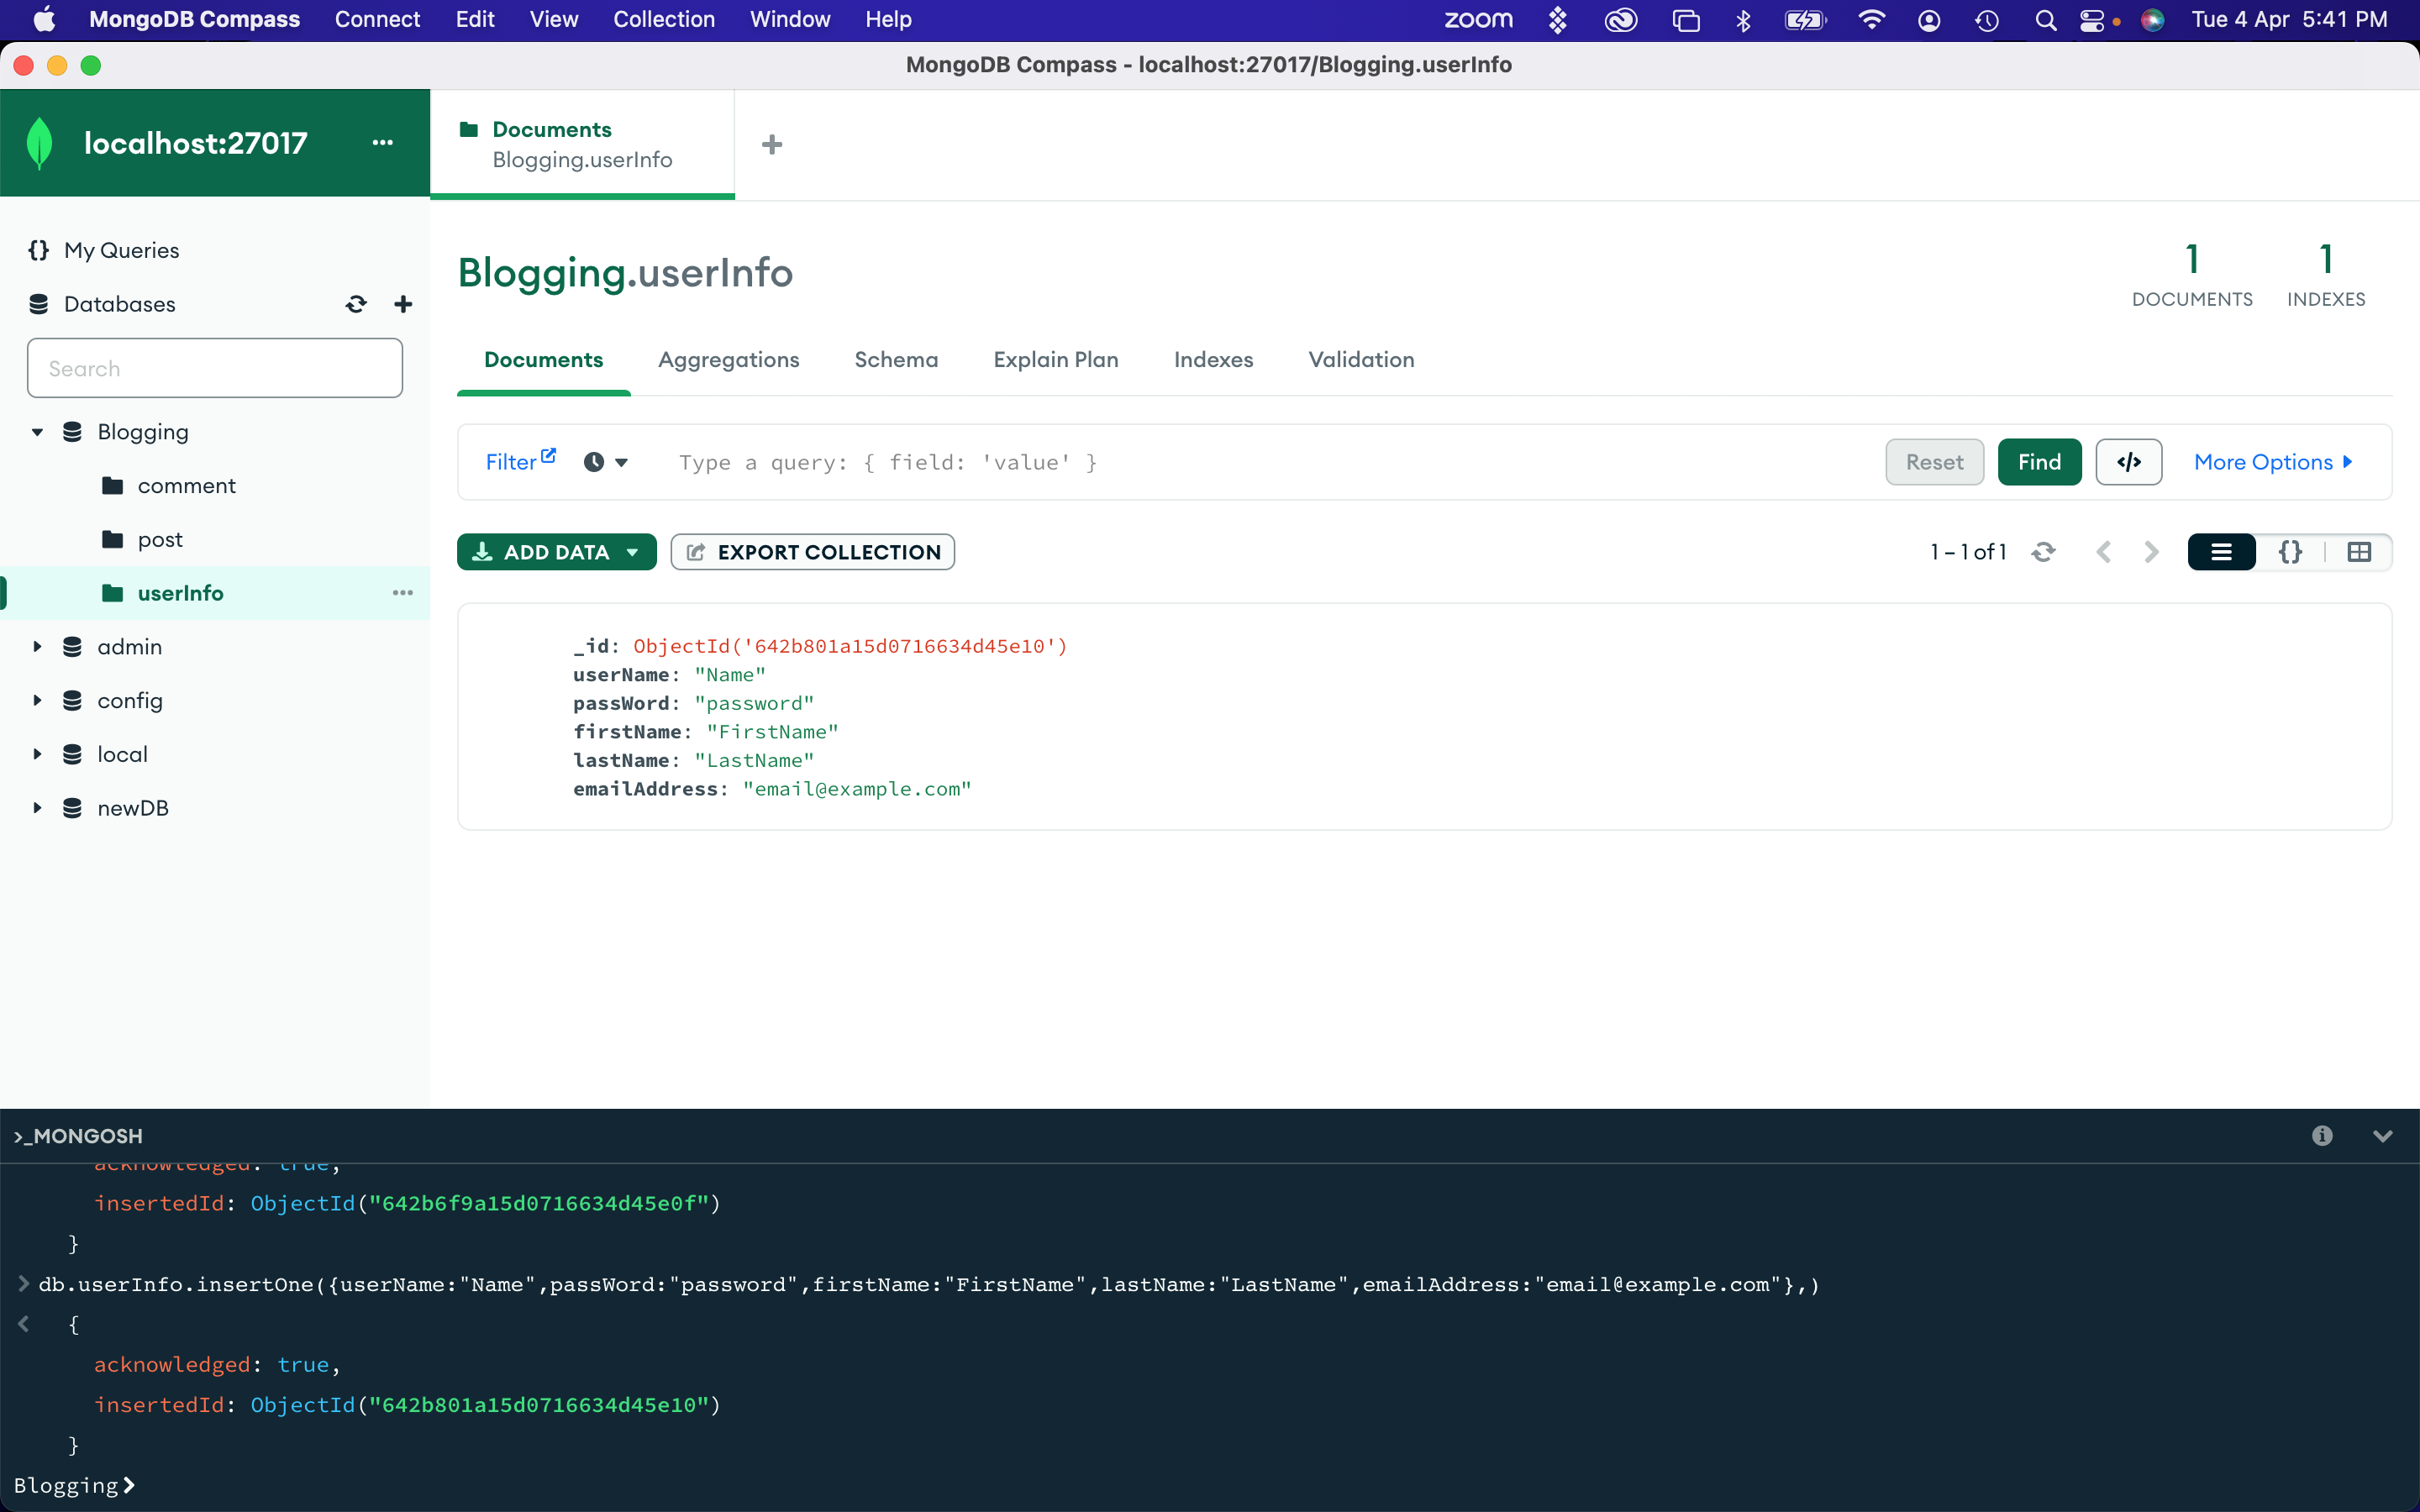 MongoDB Compass Connect Edit View Collection Window Help zoom Tue 4 Apr 5:41 PM
MongoDB Compass - localhost:27017/Blogging.userInfo
localhost:27017 ...
Documents
Blogging.userInfo
+
{} My Queries
Databases
Search
Blogging
comment
post
userInfo ...
admin
config
local
newDB
Blogging.userInfo
1
DOCUMENTS
1
INDEXES
Documents Aggregations Schema Explain Plan Indexes Validation
Filter Type a query: { field: 'value' } Reset Find </> More Options
ADD DATA EXPORT COLLECTION 1 – 1 of 1 {}
_id: ObjectId('642b801a15d0716634d45e10')
userName: "Name"
passWord: "password"
firstName: "FirstName"
lastName: "LastName"
emailAddress: "email@example.com"
>_MONGOSH
acknowledged: true,
insertedId: ObjectId("642b6f9a15d0716634d45e0f")
}
> db.userInfo.insertOne({userName:"Name",passWord:"password",firstName:"FirstName",lastName:"LastName",emailAddress:"email@example.com"},)
< {
acknowledged: true,
insertedId: ObjectId("642b801a15d0716634d45e10")
}
Blogging>